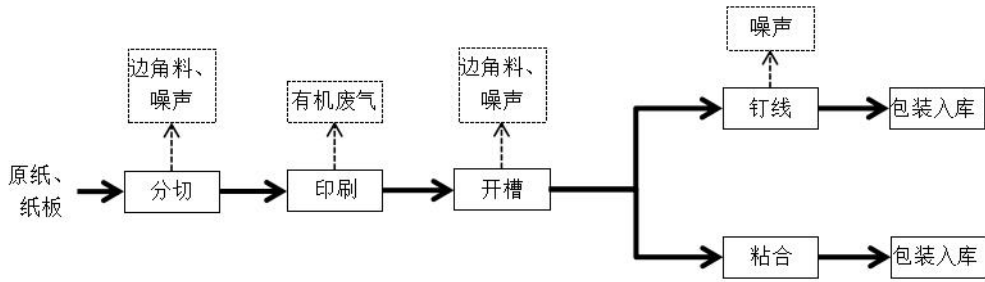 噪声
边角料、
噪声
有机废气
边角料、
噪声
钉线
包装入库
原纸、
纸板
分切
印刷
开槽
粘合
包装入库